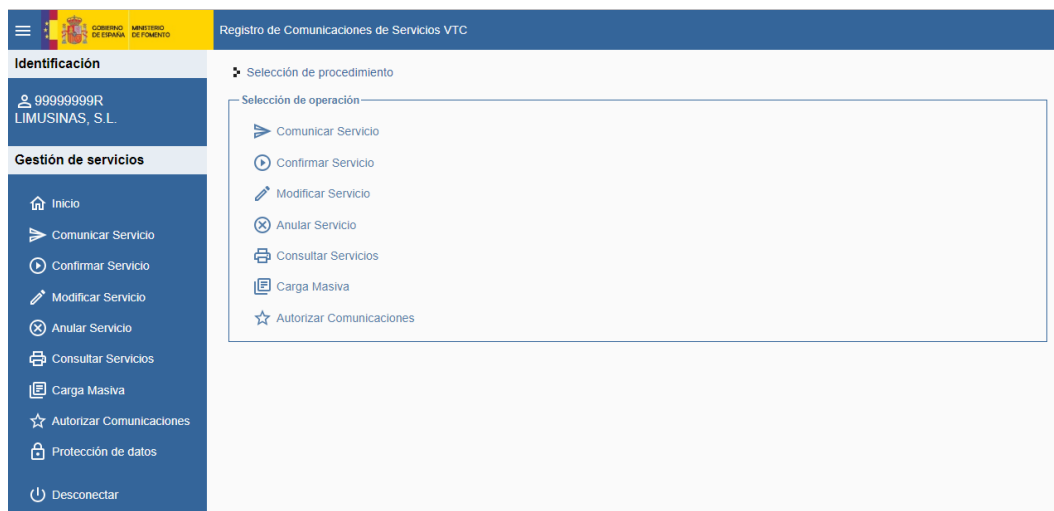 GOBIERNO DE ESPAÑA
MINISTERIO DE FOMENTO
Registro de Comunicaciones de Servicios VTC
Identificación
99999999R
LIMUSINAS, S.L.
Gestión de servicios
Inicio
Comunicar Servicio
Confirmar Servicio
Modificar Servicio
Anular Servicio
Consultar Servicios
Carga Masiva
Autorizar Comunicaciones
Protección de datos
Desconectar
Selección de procedimiento
Selección de operación
Comunicar Servicio
Confirmar Servicio
Modificar Servicio
Anular Servicio
Consultar Servicios
Carga Masiva
Autorizar Comunicaciones